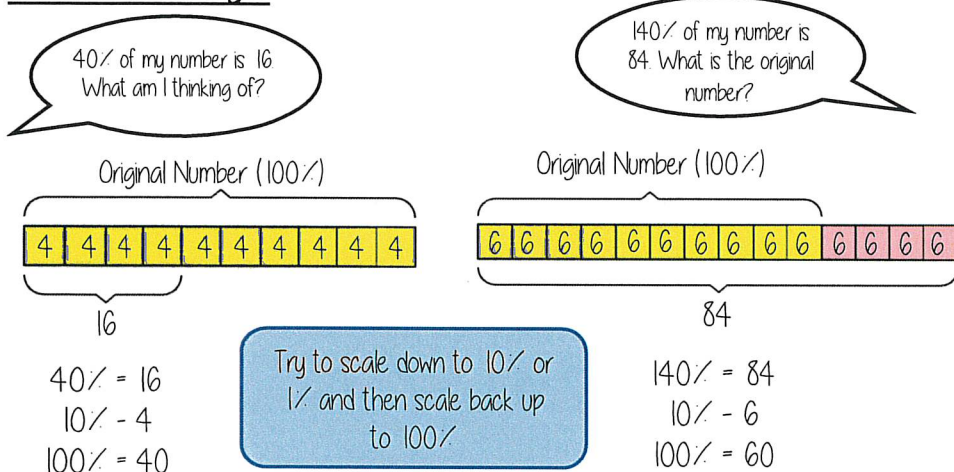 40% of my number is 16.
What am I thinking of?
140% of my number is
84. What is the original
number?
Original Number (100%)
4 4 4 4 4 4 4 4 4 4
16
40% = 16
10% - 4
100% = 40
Original Number (100%)
6 6 6 6 6 6 6 6 6 6 6 6 6 6
84
140% = 84
10% - 6
100% = 60
Try to scale down to 10% or
1% and then scale back up
to 100%